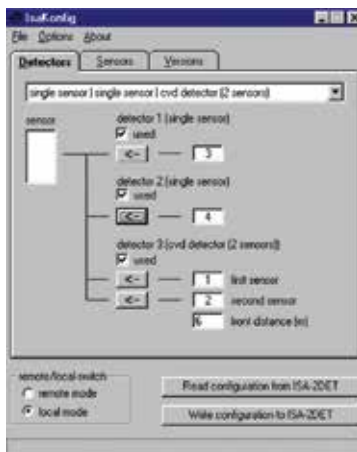 IsaKonfig
File Options About
Detectors Sensors Versions
single sensor | single sensor | cvd detector (2 sensors)
sensor
detector 1 (single sensor)
used
<- 3
detector 2 (single sensor)
used
<- 4
detector 3 (cvd detector (2 sensors))
used
<- 1 first sensor
<- 2 second sensor
6 front distance [m]
remote/local switch
remote mode
local mode
Read configuration from ISA-2DET
Write configuration to ISA-2DET